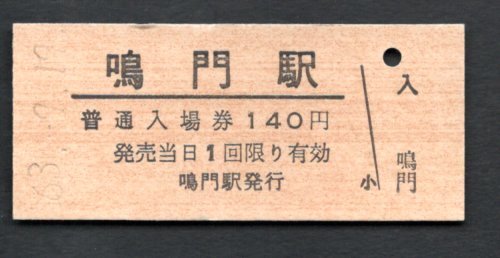 鳴門駅
普通入場券 140円
発売当日1回限り有効
鳴門駅発行
小
入
鳴門